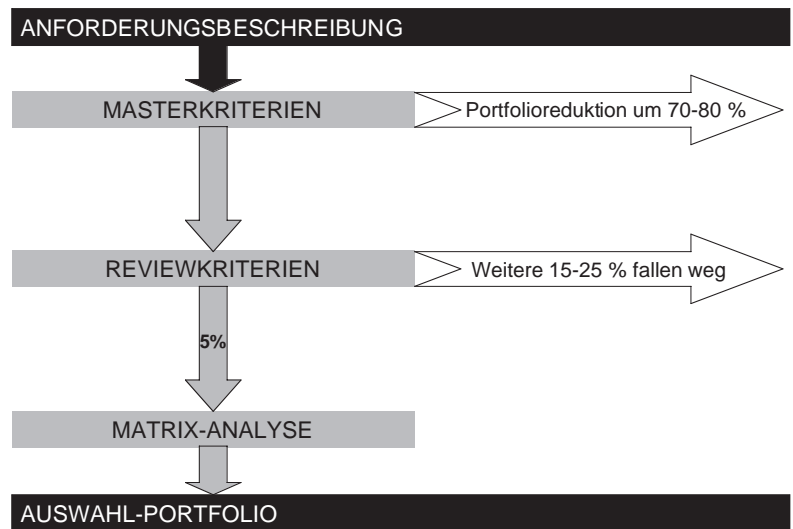 ANFORDERUNGSBESCHREIBUNG
MASTERKRITERIEN
Portfolioreduktion um 70-80 %
REVIEWKRITERIEN
Weitere 15-25 % fallen weg
5%
MATRIX-ANALYSE
AUSWAHL-PORTFOLIO